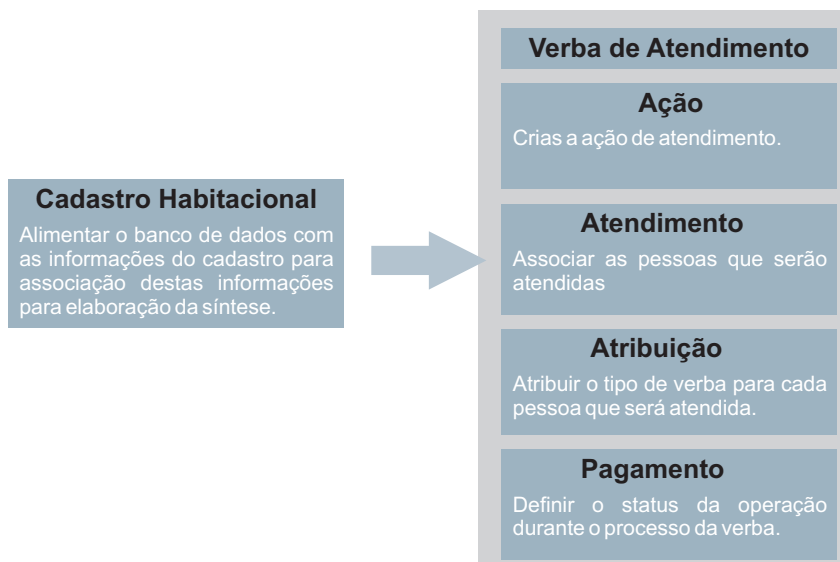 Cadastro Habitacional
Alimentar o banco de dados com
as informações do cadastro para
associação destas informações
para elaboração da síntese.
Verba de Atendimento
Ação
Crias a ação de atendimento.
Atendimento
Associar as pessoas que serão
atendidas
Atribuição
Atribuir o tipo de verba para cada
pessoa que será atendida.
Pagamento
Definir o status da operação
durante o processo da verba.